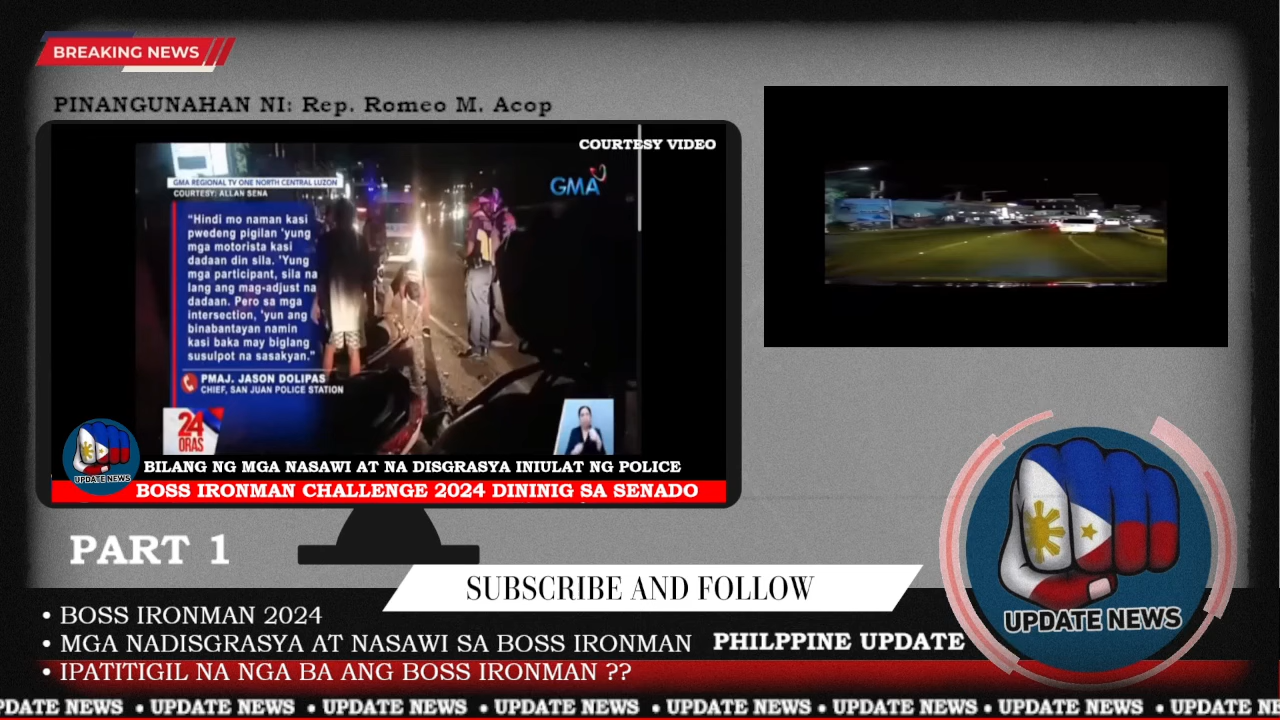 BREAKING NEWS
PINANGUNAHAN NI: Rep. Romeo M. Acop
COURTESY VIDEO
GMA REGIONAL TV ONE NORTH CENTRAL LUZON
COURTESY: ALLAN SENA
GMA
"Hindi mo naman kasi
pwedeng pigilan 'yung
mga motorista kasi
dadaan din sila. 'Yung
mga participant, sila na
lang ang mag-adjust na
dadaan. Pero sa mga
intersection, 'yun ang
binabantayan namin
kasi baka may biglang
susulpot na sasakyan."
PMAJ. JASON DOLIPAS
CHIEF, SAN JUAN POLICE STATION
24
ORAS
UPDATE NEWS
BILANG NG MGA NASAWI AT NA DISGRASYA INIULAT NG POLICE
BOSS IRONMAN CHALLENGE 2024 DININIG SA SENADO
PART 1
SUBSCRIBE AND FOLLOW
• BOSS IRONMAN 2024
• MGA NADISGRASYA AT NASAWI SA BOSS IRONMAN
• IPATITIGIL NA NGA BA ANG BOSS IRONMAN ??
PHILPPINE UPDATE
UPDATE NEWS
PDATE NEWS • UPDATE NEWS • UPDATE NEWS • UPDATE NEWS • UPDATE NEWS • UPDATE NEWS • UPDATE NEWS • UPDATE NE